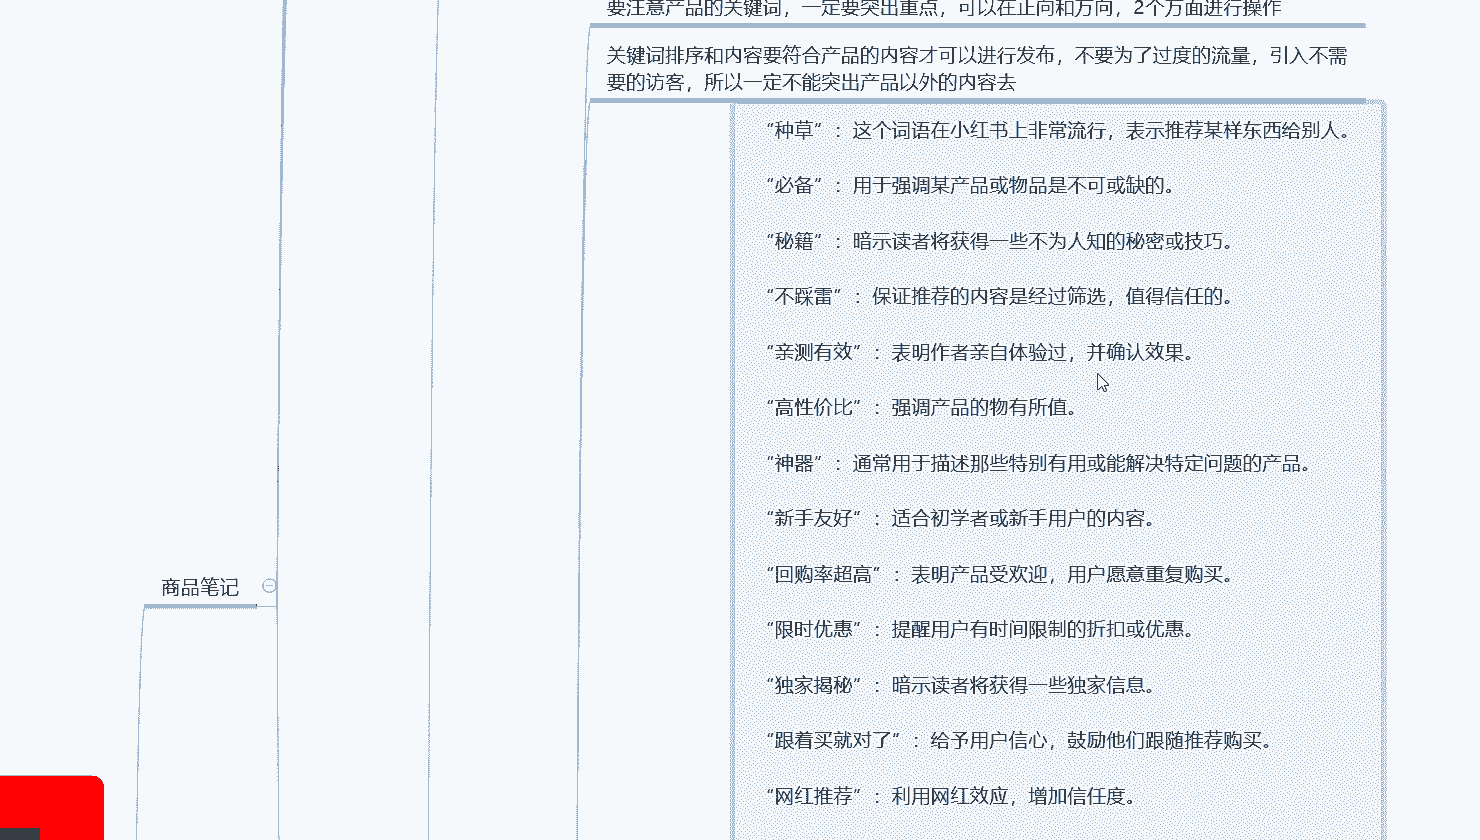 要注意产品的关键词，一定要突出重点，可以在正向和方向，2个方面进行操作
关键词排序和内容要符合产品的内容才可以进行发布，不要为了过度的流量，引入不需
要的访客，所以一定不能突出产品以外的内容去
“种草” ：这个词语在小红书上非常流行，表示推荐某样东西给别人。
“必备” ：用于强调某产品或物品是不可或缺的。
“秘籍” ：暗示读者将获得一些不为人知的秘密或技巧。
“不踩雷” ：保证推荐的内容是经过筛选，值得信任的。
“亲测有效” ：表明作者亲自体验过，并确认效果。
“高性价比” ：强调产品的物有所值。
“神器” ：通常用于描述那些特别有用或能解决特定问题的产品。
“新手友好” ：适合初学者或新手用户的内容。
“回购率超高” ：表明产品受欢迎，用户愿意重复购买。
商品笔记
“限时优惠” ：提醒用户有时间限制的折扣或优惠。
“独家揭秘” ：暗示读者将获得一些独家信息。
“跟着买就对了” ：给予用户信心，鼓励他们跟随推荐购买。
“网红推荐” ：利用网红效应，增加信任度。